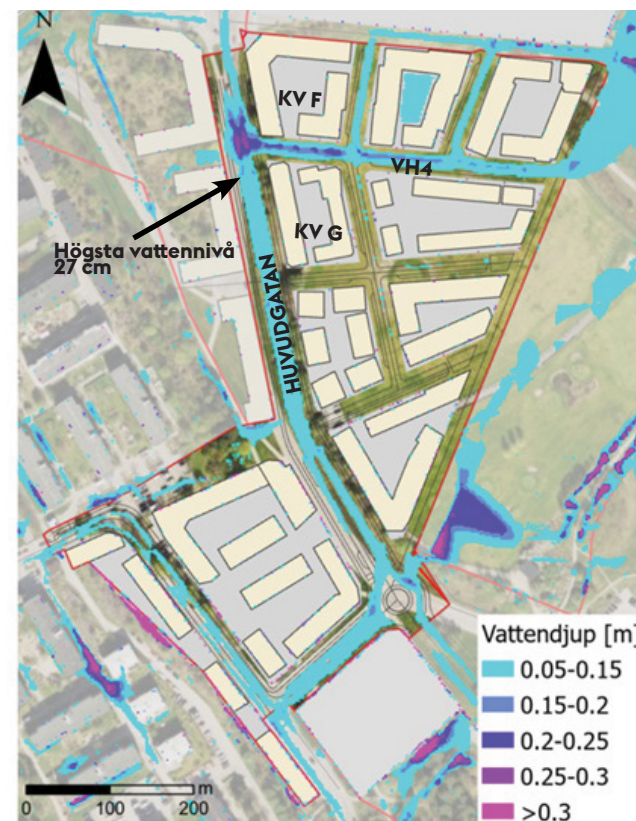 N
KV F
VH4
Högsta vattennivå
27 cm
KV G
HUVUDGATAN
Vattendjup [m]
0.05-0.15
0.15-0.2
0.2-0.25
0.25-0.3
>0.3
m
0 100 200